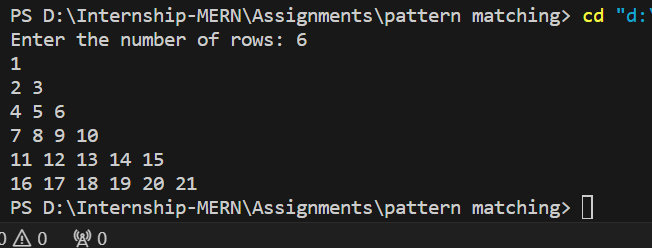 PS D:\Internship-MERN\Assignments\pattern matching> cd "d:\
Enter the number of rows: 6
1
2 3
4 5 6
7 8 9 10
11 12 13 14 15
16 17 18 19 20 21
PS D:\Internship-MERN\Assignments\pattern matching>
0 0 0